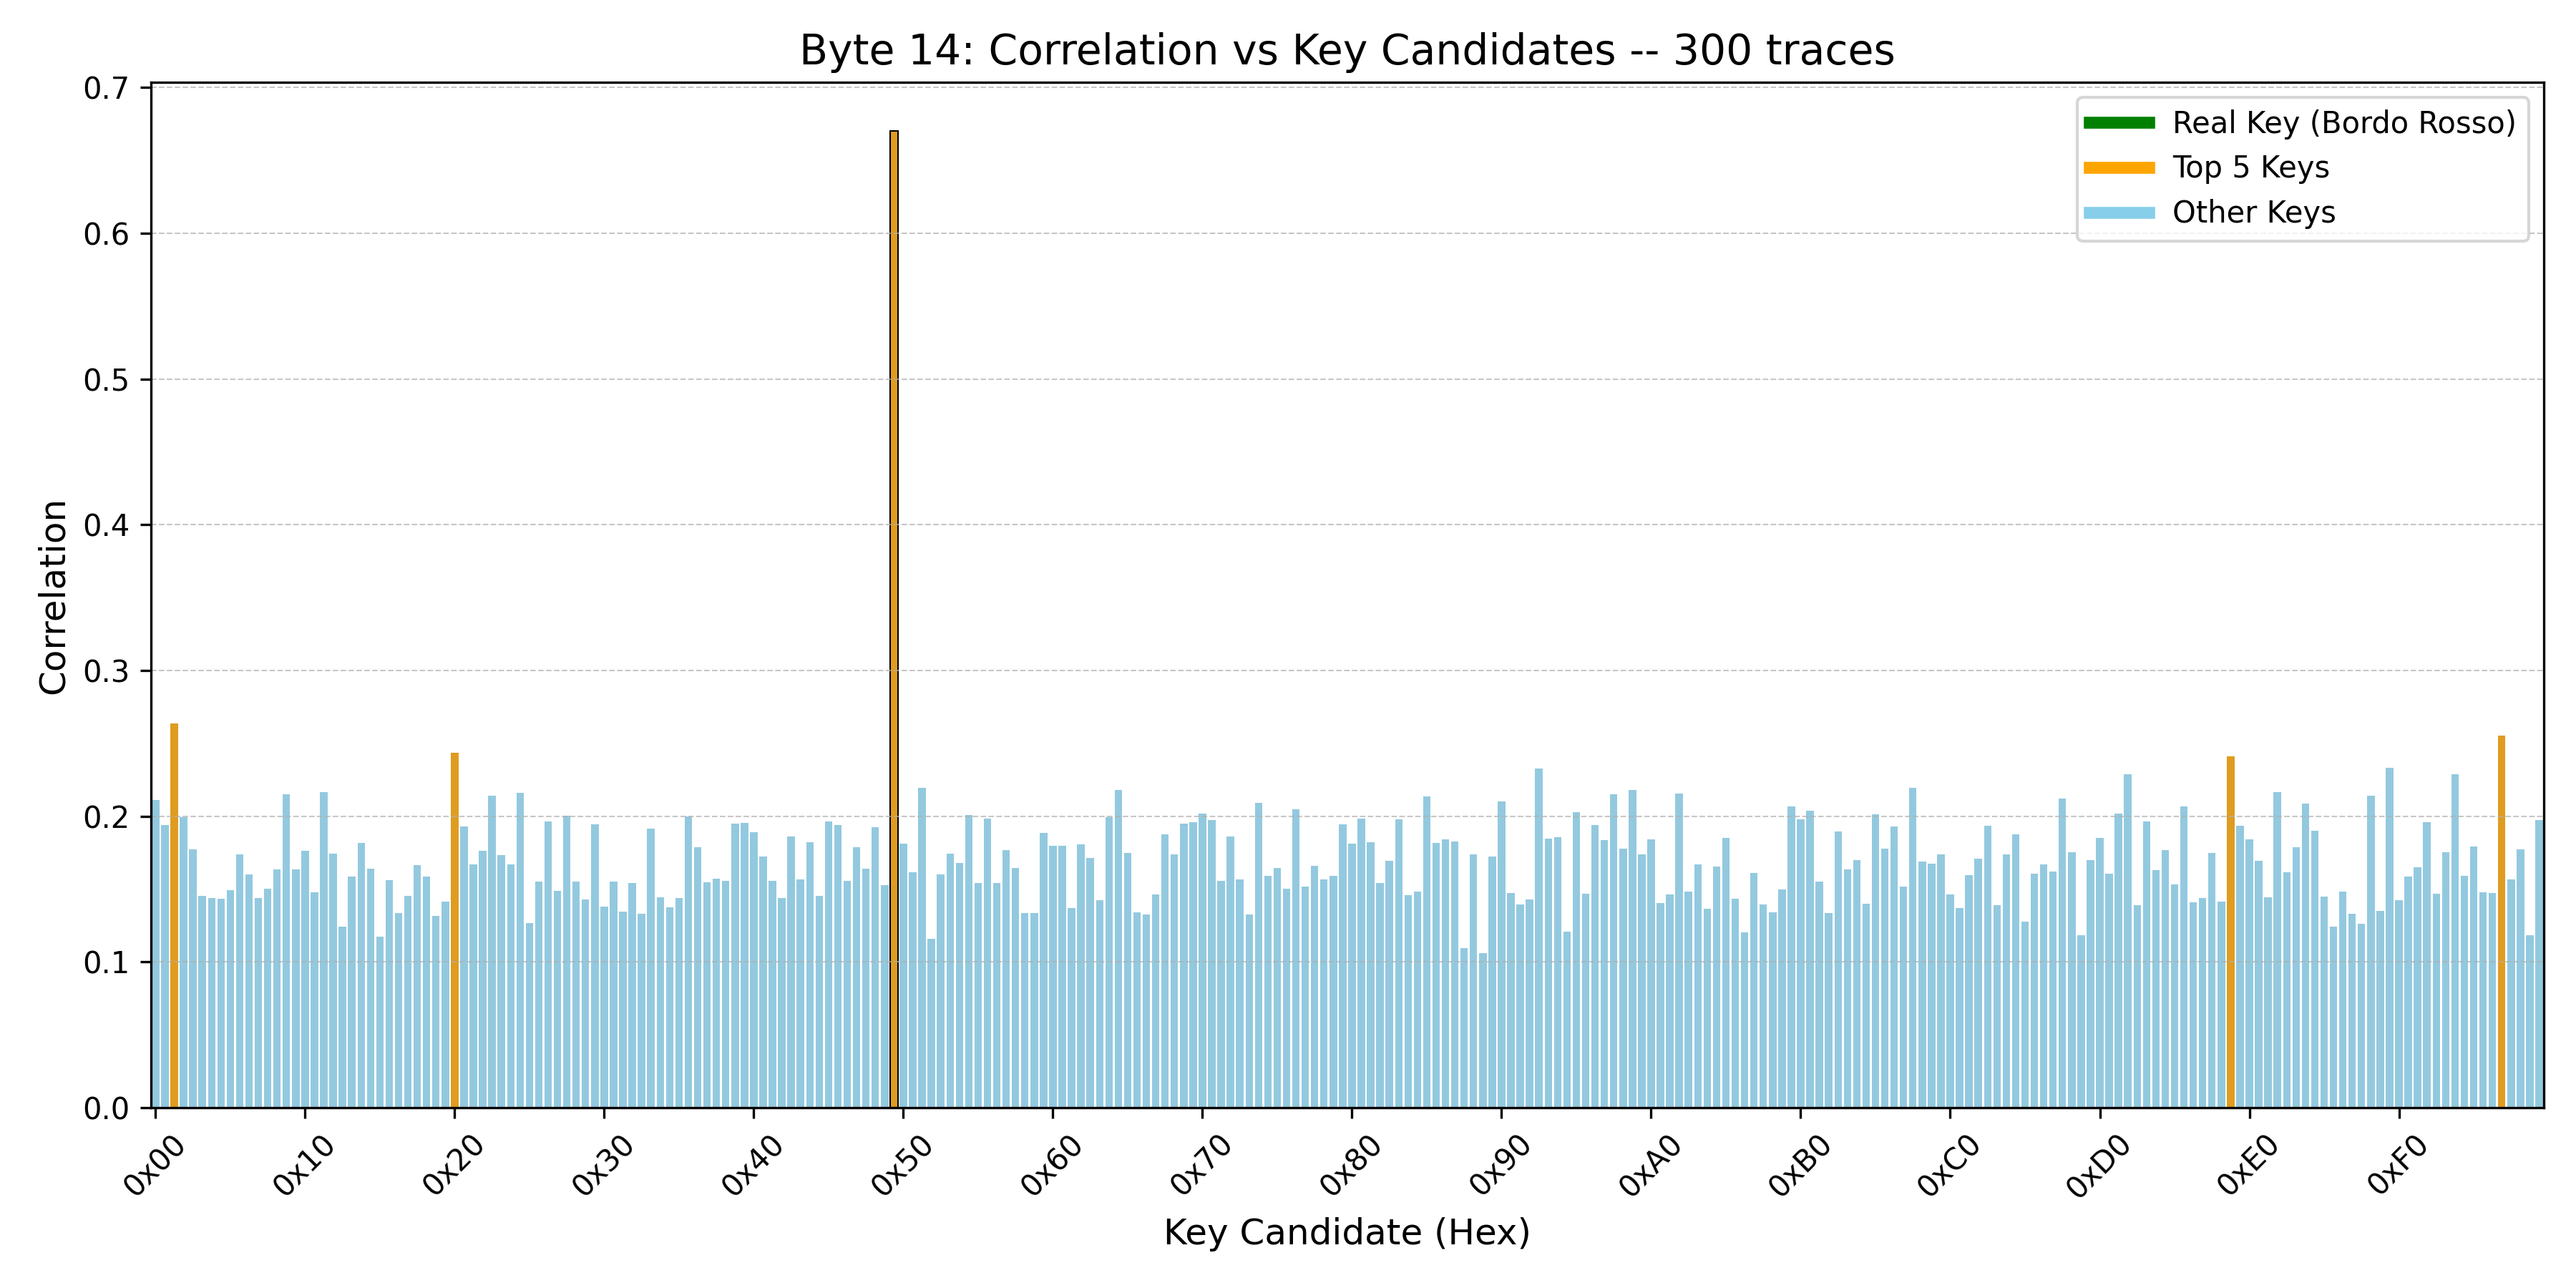 Byte 14: Correlation vs Key Candidates -- 300 traces
Real Key (Bordo Rosso)
Top 5 Keys
Other Keys
Correlation
0.7
0.6
0.5
0.4
0.3
0.2
0.1
0.0
0x00 0x10 0x20 0x30 0x40 0x50 0x60 0x70 0x80 0x90 0xA0 0xB0 0xC0 0xD0 0xE0 0xF0
Key Candidate (Hex)